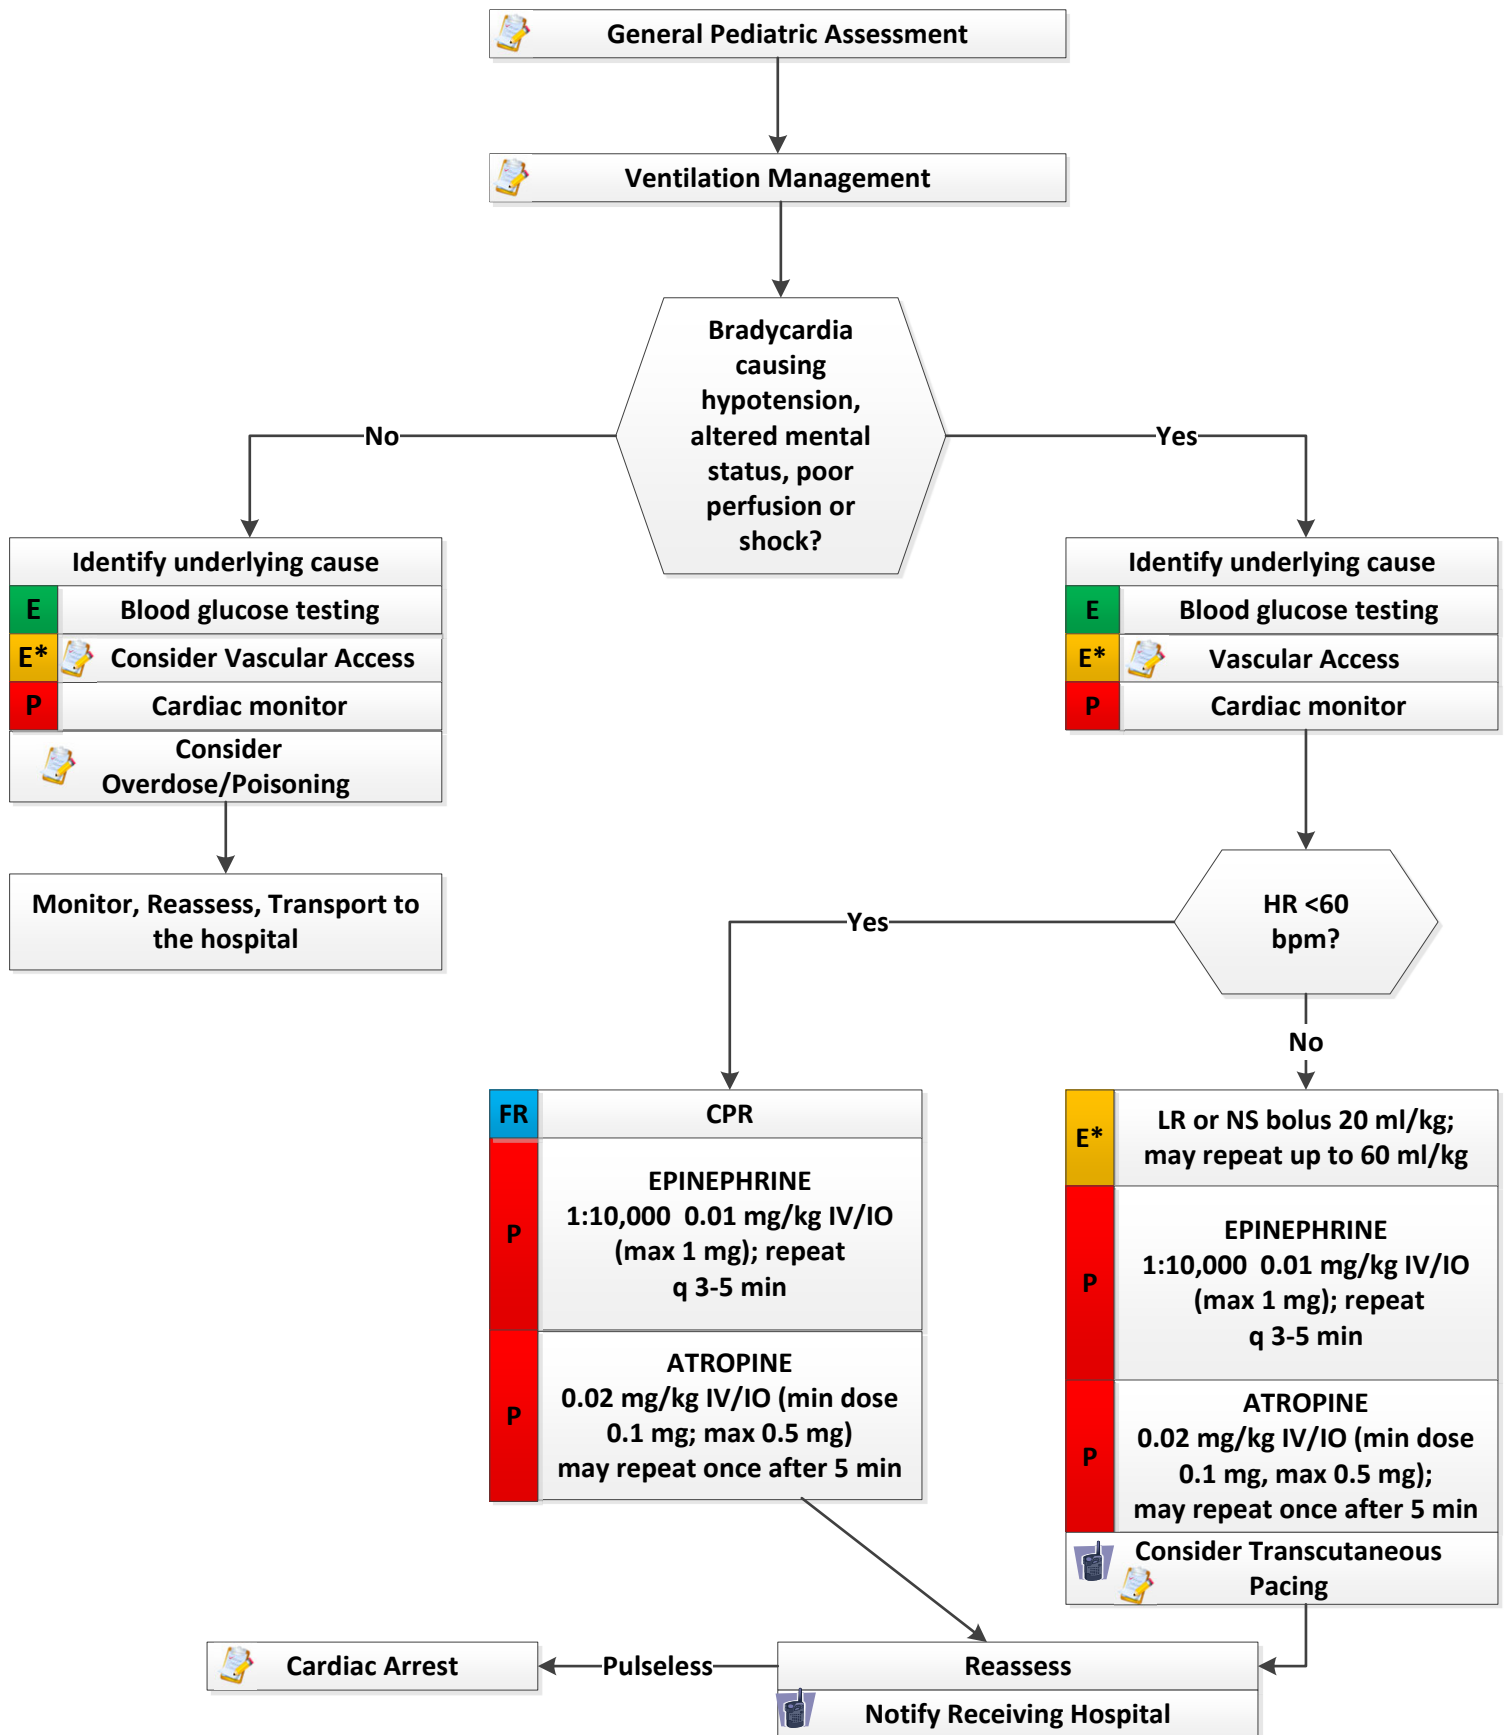 General Pediatric Assessment
Ventilation Management
Bradycardia
causing
hypotension,
altered mental
status, poor
perfusion or
shock?
No
Yes
Identify underlying cause
E Blood glucose testing
E* Consider Vascular Access
P Cardiac monitor
Consider
Overdose/Poisoning
Monitor, Reassess, Transport to
the hospital
Identify underlying cause
E Blood glucose testing
E* Vascular Access
P Cardiac monitor
HR <60
bpm?
Yes
No
FR CPR
P
EPINEPHRINE
1:10,000  0.01 mg/kg IV/IO
(max 1 mg); repeat
q 3-5 min
P
ATROPINE
0.02 mg/kg IV/IO (min dose
0.1 mg; max 0.5 mg)
may repeat once after 5 min
E*
LR or NS bolus 20 ml/kg;
may repeat up to 60 ml/kg
P
EPINEPHRINE
1:10,000  0.01 mg/kg IV/IO
(max 1 mg); repeat
q 3-5 min
P
ATROPINE
0.02 mg/kg IV/IO (min dose
0.1 mg, max 0.5 mg);
may repeat once after 5 min
Consider Transcutaneous
Pacing
Reassess
Notify Receiving Hospital
Pulseless
Cardiac Arrest